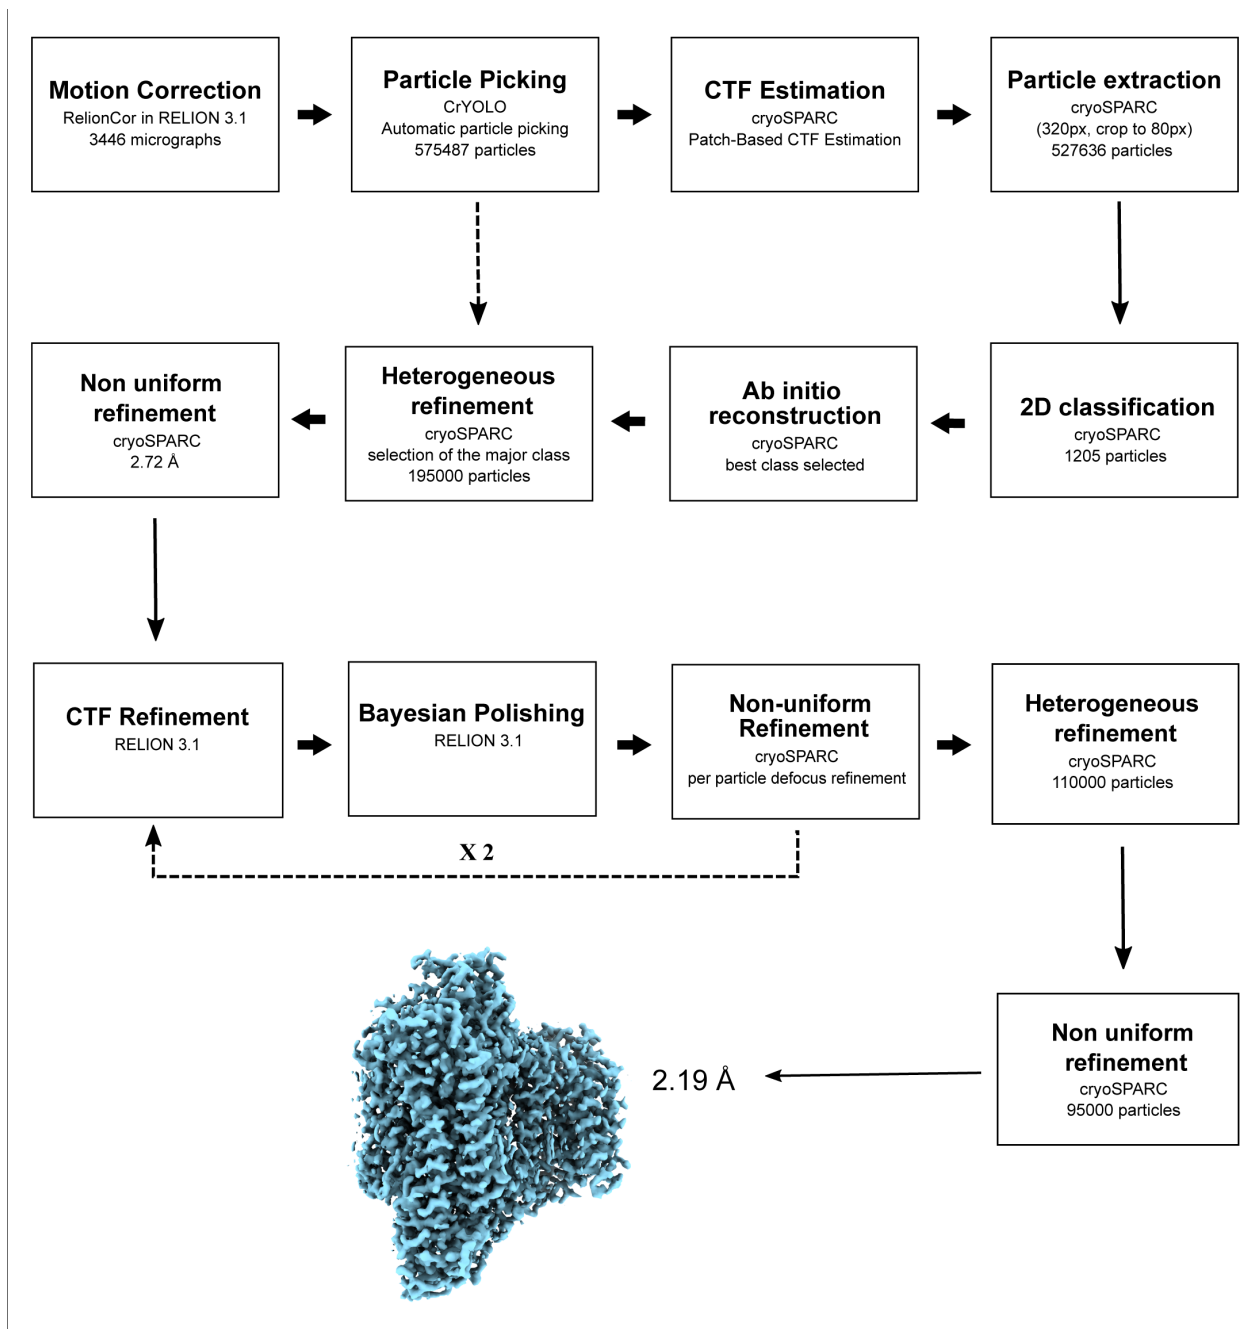 Motion Correction
RelionCor in RELION 3.1
3446 micrographs
Particle Picking
CrYOLO
Automatic particle picking
575487 particles
CTF Estimation
cryoSPARC
Patch-Based CTF Estimation
Particle extraction
cryoSPARC
(320px, crop to 80px)
527636 particles
Non uniform
refinement
cryoSPARC
2.72 Å
Heterogeneous
refinement
cryoSPARC
selection of the major class
195000 particles
Ab initio
reconstruction
cryoSPARC
best class selected
2D classification
cryoSPARC
1205 particles
CTF Refinement
RELION 3.1
Bayesian Polishing
RELION 3.1
Non-uniform
Refinement
cryoSPARC
per particle defocus refinement
Heterogeneous
refinement
cryoSPARC
110000 particles
X 2
Non uniform
refinement
cryoSPARC
95000 particles
2.19 Å